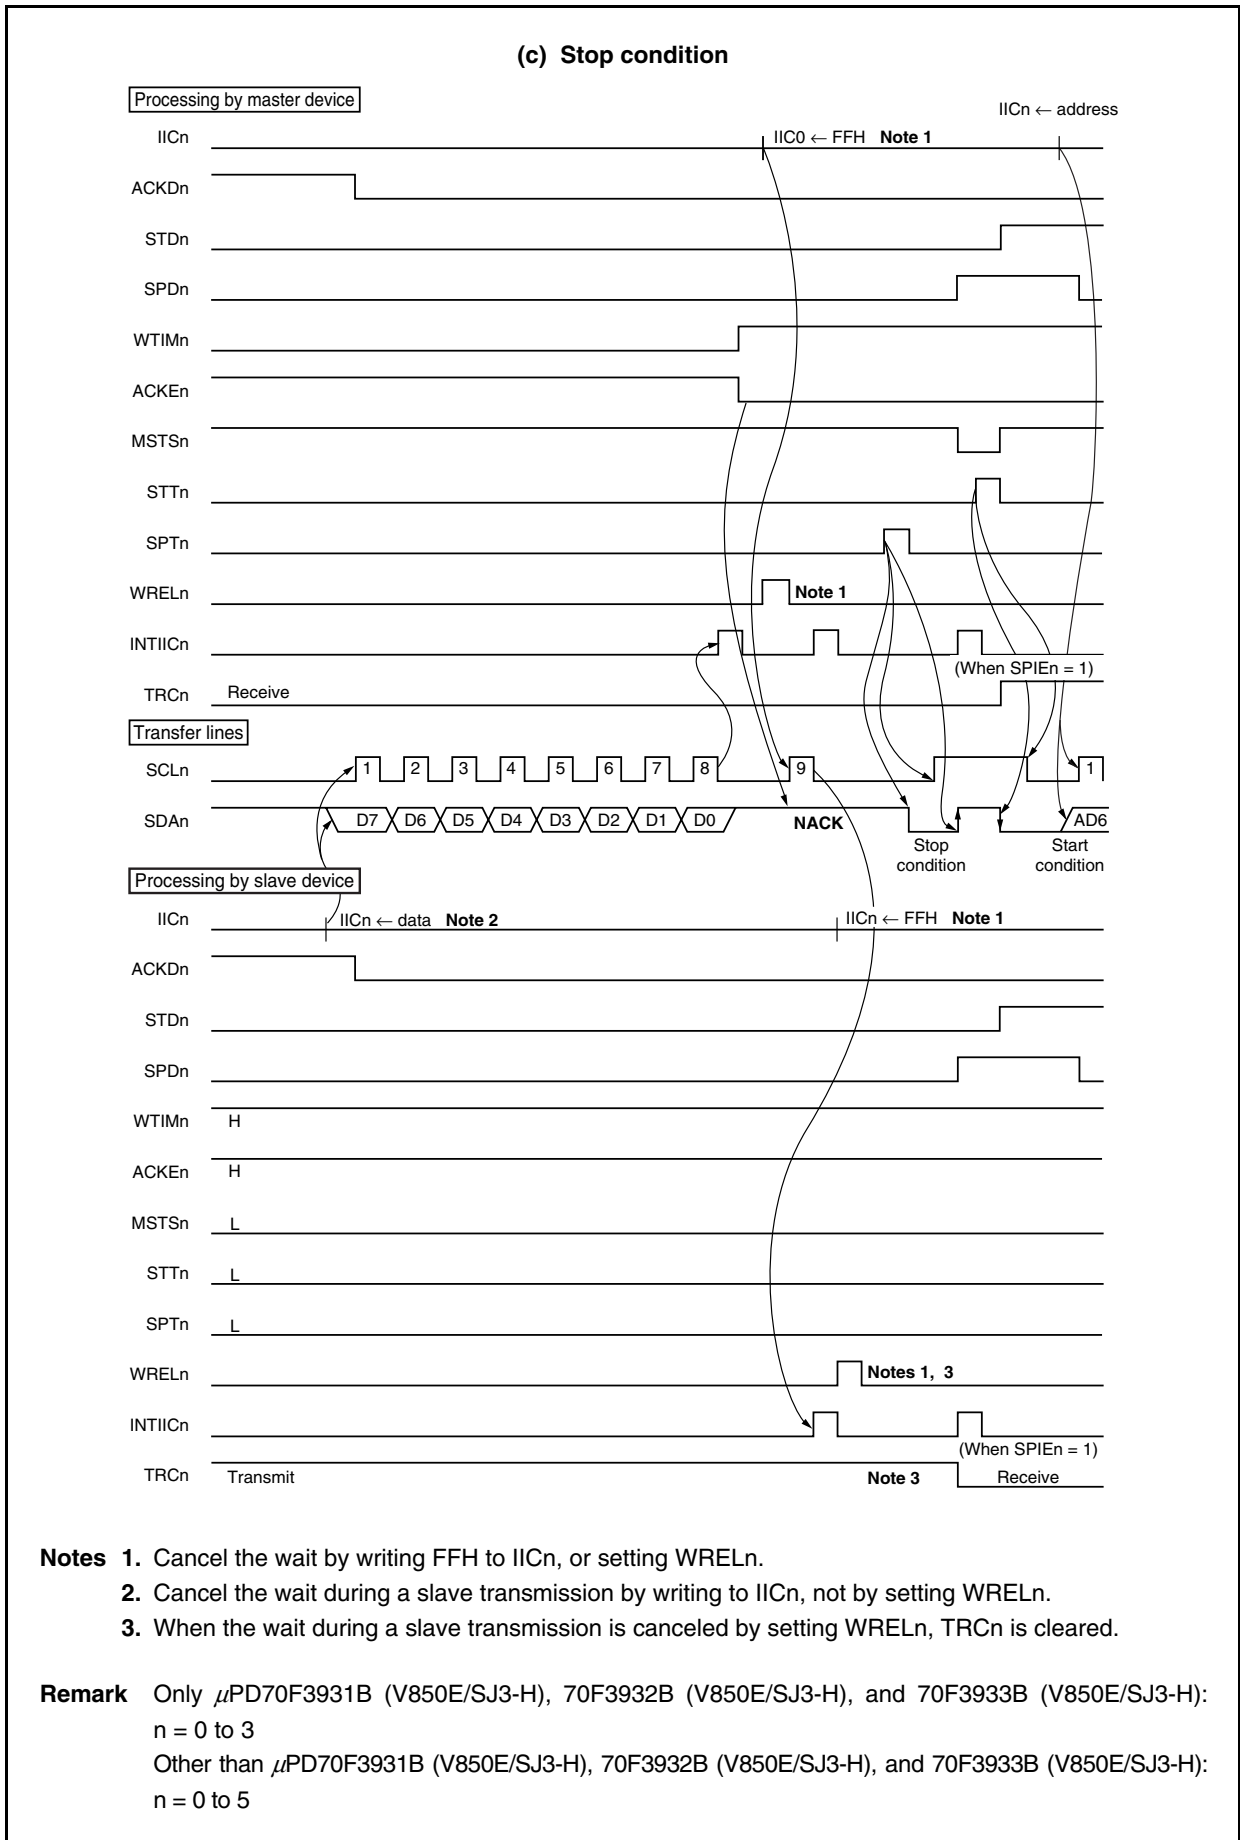 (c) Stop condition
Processing by master device
IICn ← address
IICn
IIC0 ← FFH Note 1
ACKDn
STDn
SPDn
WTIMn
ACKEn
MSTSn
STTn
SPTn
WRELn
Note 1
INTIICn
(When SPIEn = 1)
TRCn
Receive
Transfer lines
SCLn
1 2 3 4 5 6 7 8 9 1
SDAn
D7 D6 D5 D4 D3 D2 D1 D0 NACK AD6
Stop
condition
Start
condition
Processing by slave device
IICn
IICn ← data Note 2
IICn ← FFH Note 1
ACKDn
STDn
SPDn
WTIMn
H
ACKEn
H
MSTSn
L
STTn
L
SPTn
L
WRELn
Notes 1, 3
INTIICn
(When SPIEn = 1)
TRCn
Transmit
Note 3
Receive
Notes 1. Cancel the wait by writing FFH to IICn, or setting WRELn.
2. Cancel the wait during a slave transmission by writing to IICn, not by setting WRELn.
3. When the wait during a slave transmission is canceled by setting WRELn, TRCn is cleared.
Remark Only μPD70F3931B (V850E/SJ3-H), 70F3932B (V850E/SJ3-H), and 70F3933B (V850E/SJ3-H):
n = 0 to 3
Other than μPD70F3931B (V850E/SJ3-H), 70F3932B (V850E/SJ3-H), and 70F3933B (V850E/SJ3-H):
n = 0 to 5